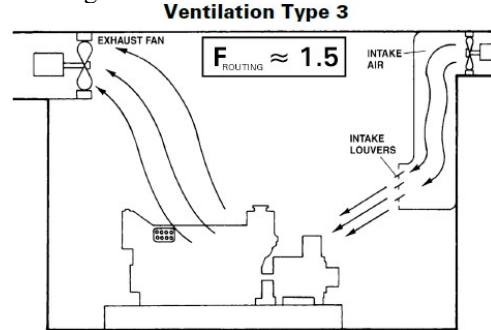 Ventilation Type 3
EXHAUST FAN
F ROUTING ≈ 1.5
INTAKE
AIR
INTAKE
LOUVERS